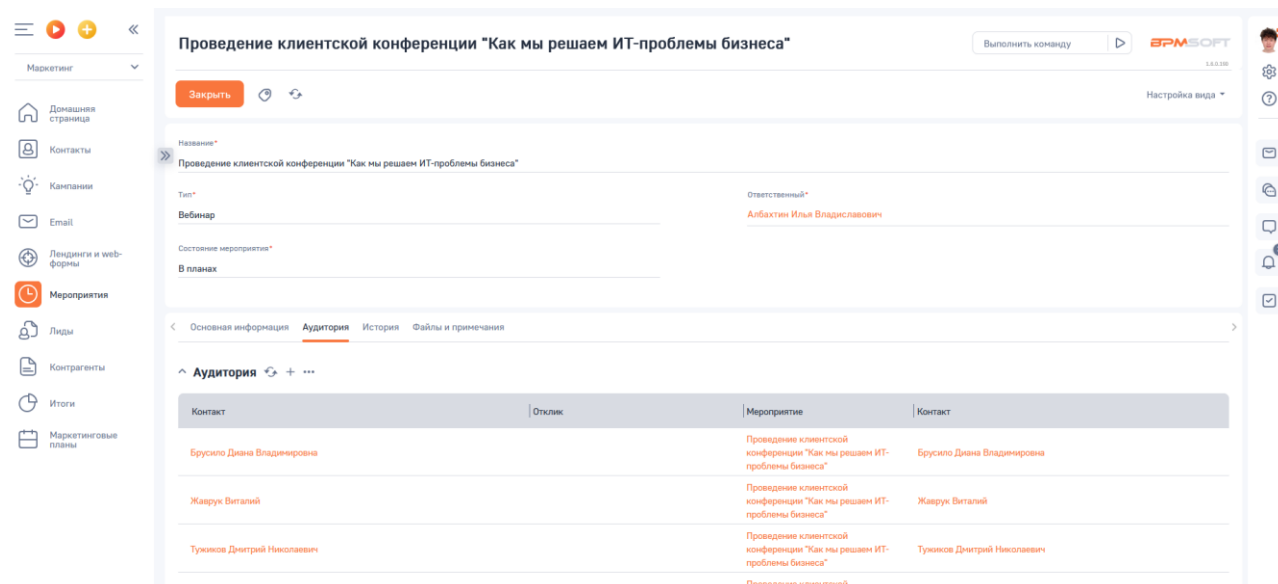 Проведение клиентской конференции "Как мы решаем ИТ-проблемы бизнеса"
Выполнить команду
BPMSOFT
Маркетинг
Закрыть
Настройка вида
Домашняя
страница
Контакты
Кампании
Email
Лендинги и web-
формы
Мероприятия
Лиды
Контрагенты
Итоги
Маркетинговые
планы
Название*
Проведение клиентской конференции "Как мы решаем ИТ-проблемы бизнеса"
Тип*
Вебинар
Ответственный*
Албахтин Илья Владиславович
Состояние мероприятия*
В планах
Основная информация Аудитория История Файлы и примечания
Аудитория
Контакт Отклик Мероприятие Контакт
Брусило Диана Владимировна
Проведение клиентской
конференции "Как мы решаем ИТ-
проблемы бизнеса"
Брусило Диана Владимировна
Жаврук Виталий
Проведение клиентской
конференции "Как мы решаем ИТ-
проблемы бизнеса"
Жаврук Виталий
Тужиков Дмитрий Николаевич
Проведение клиентской
конференции "Как мы решаем ИТ-
проблемы бизнеса"
Тужиков Дмитрий Николаевич